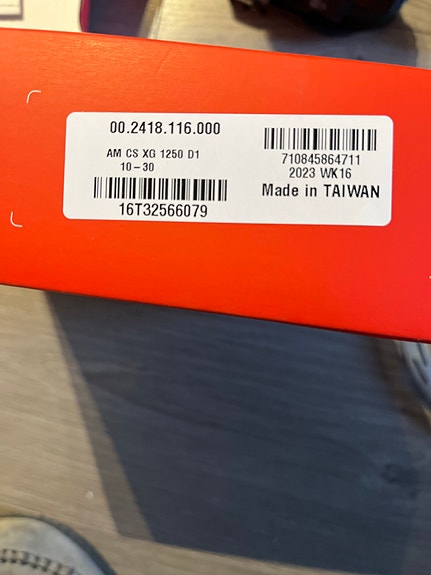 00.2418.116.000
AM CS XG 1250 D1
10-30
16T32566079
710845864711
2023 WK16
Made in TAIWAN